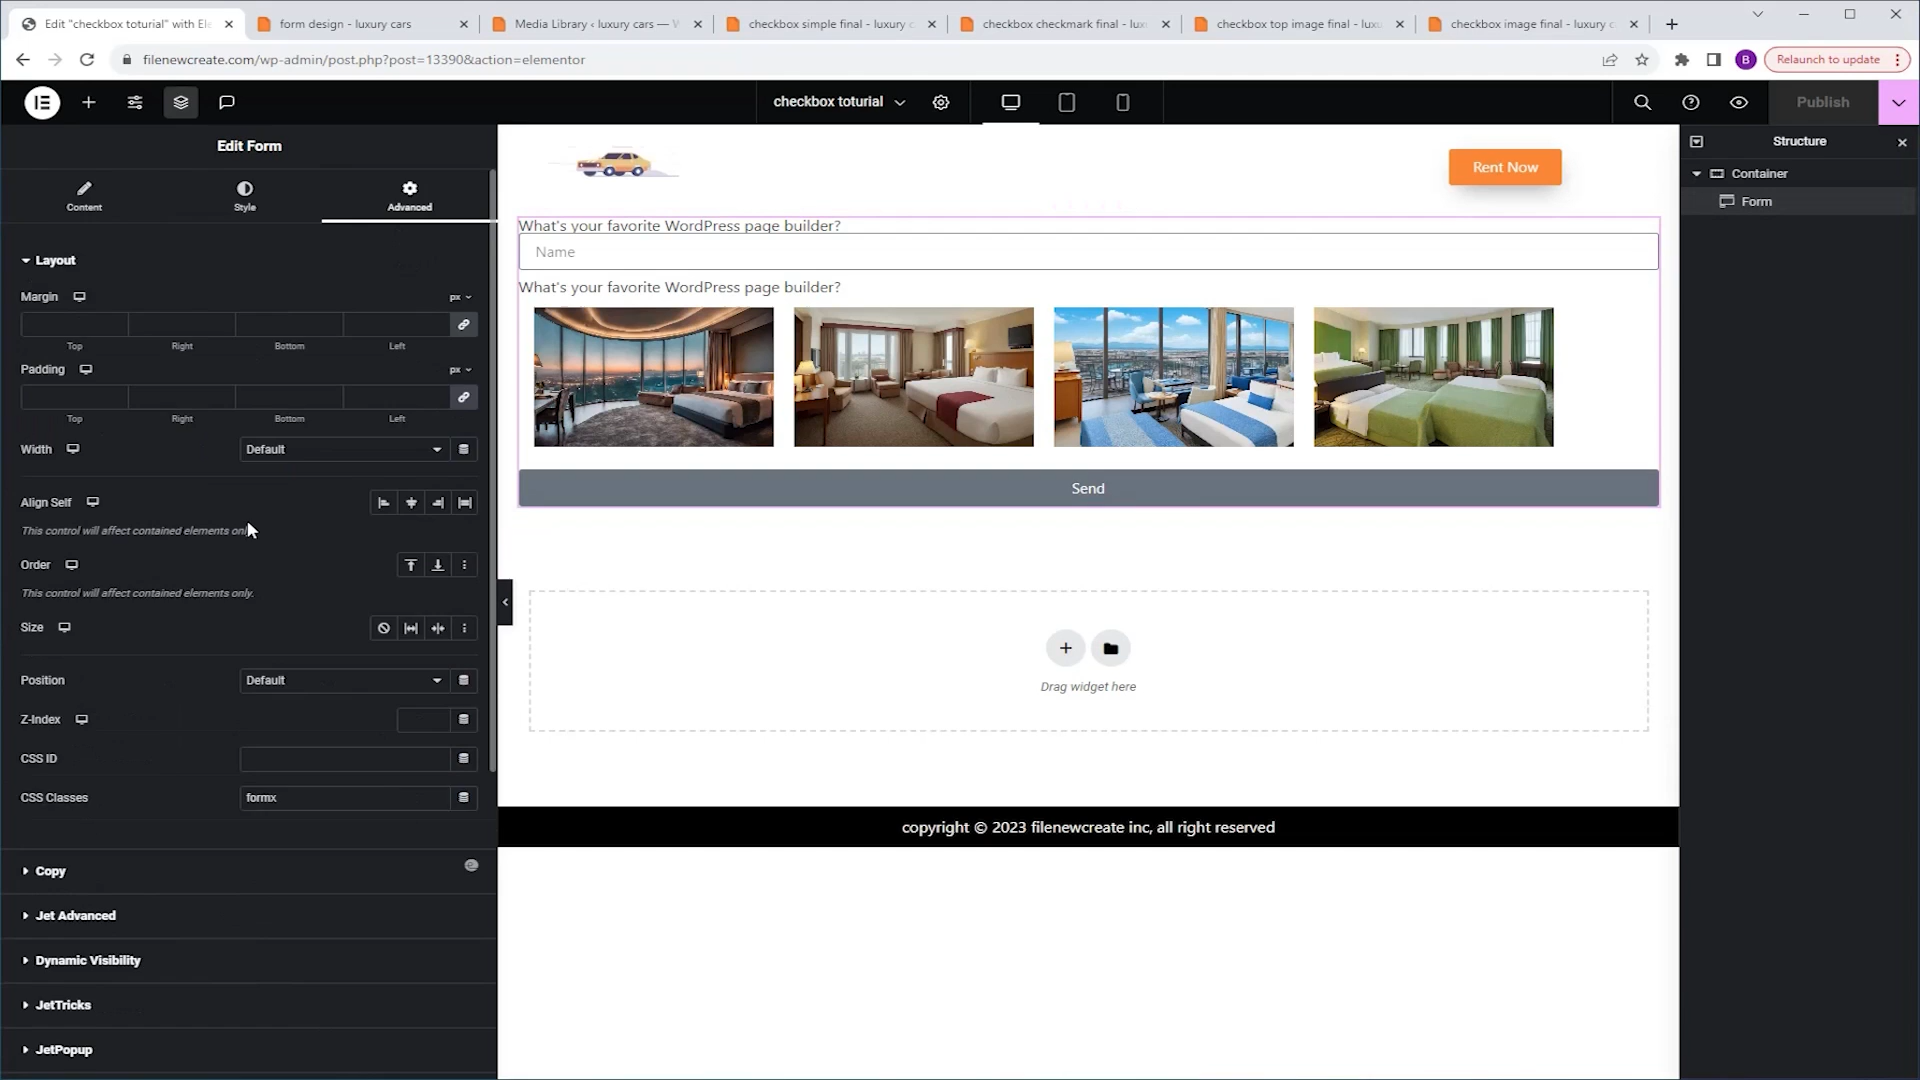 Edit "checkbox toturial" with Ele
form design - luxury cars
Media Library ‹ luxury cars — W
checkbox simple final - luxury c
checkbox checkmark final - lux
checkbox top image final - luxu
checkbox image final - luxury c
filenewcreate.com/wp-admin/post.php?post=13390&action=elementor
B
Relaunch to update
checkbox toturial
Publish
Edit Form
Content
Style
Advanced
Layout
Margin
px
Top
Right
Bottom
Left
Padding
px
Top
Right
Bottom
Left
Width
Default
Align Self
This control will affect contained elements only.
Order
This control will affect contained elements only.
Size
Position
Default
Z-Index
CSS ID
CSS Classes
formx
Copy
Jet Advanced
Dynamic Visibility
JetTricks
JetPopup
Rent Now
What's your favorite WordPress page builder?
Name
What's your favorite WordPress page builder?
Send
Drag widget here
copyright © 2023 filenewcreate inc, all right reserved
Structure
Container
Form